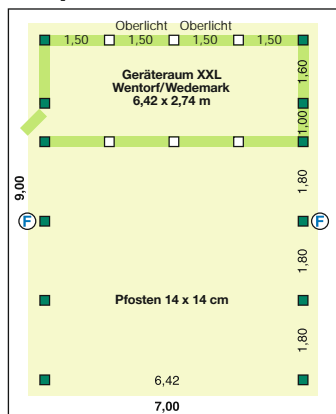 Oberlicht Oberlicht
1,50 1,50 1,50 1,50
Geräteraum XXL
Wentorf/Wedemark
6,42 x 2,74 m
1,60
1,00
9,00
1,80
F F
1,80
Pfosten 14 x 14 cm
1,80
6,42
7,00